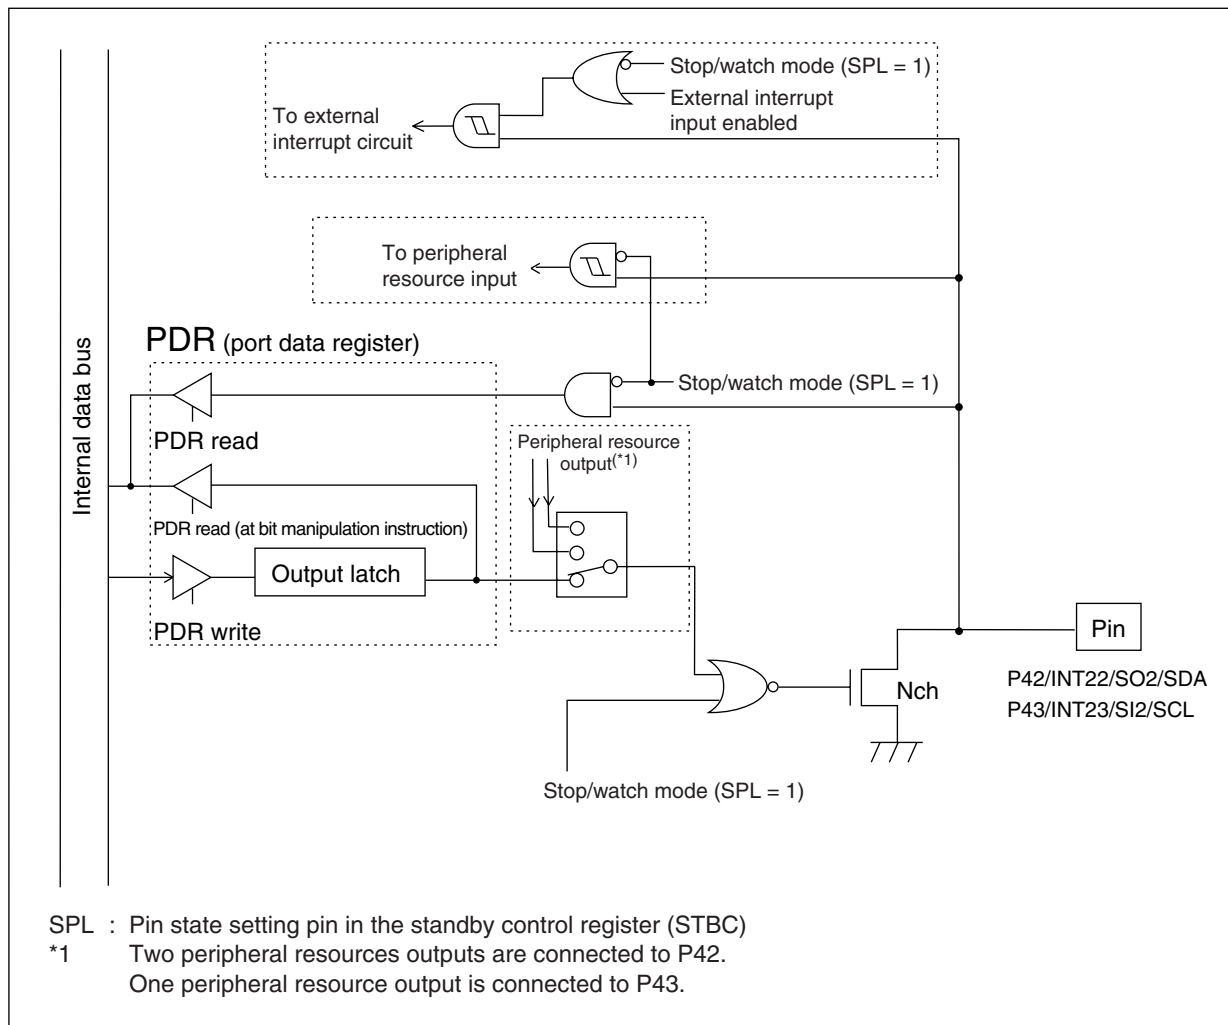 Stop/watch mode (SPL = 1)
External interrupt
input enabled
To external
interrupt circuit
To peripheral
resource input
PDR (port data register)
Stop/watch mode (SPL = 1)
Internal data bus
PDR read
Peripheral resource
output(*1)
PDR read (at bit manipulation instruction)
Output latch
PDR write
Pin
Nch
P42/INT22/SO2/SDA
P43/INT23/SI2/SCL
Stop/watch mode (SPL = 1)
SPL : Pin state setting pin in the standby control register (STBC)
*1 Two peripheral resources outputs are connected to P42.
One peripheral resource output is connected to P43.